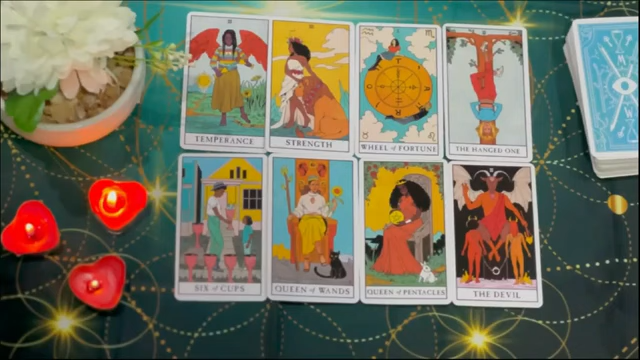 TEMPERANCE
STRENGTH
WHEEL of FORTUNE
THE HANGED ONE
SIX of CUPS
QUEEN of WANDS
QUEEN of PENTACLES
THE DEVIL